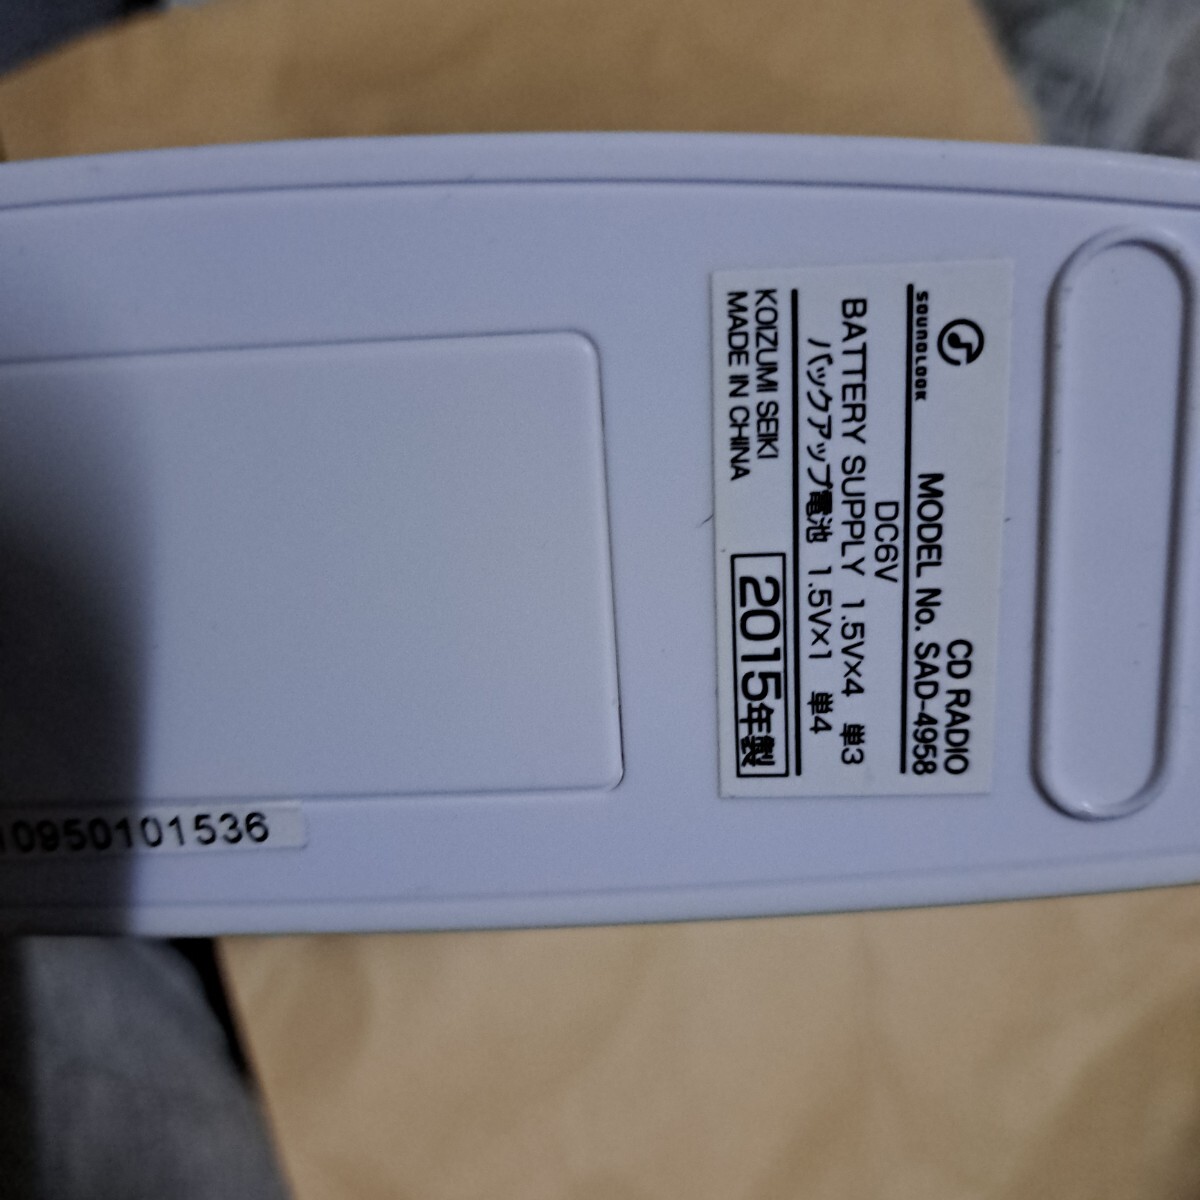 SOUNDLOOK
CD RADIO
MODEL No. SAD-4958
DC6V
BATTERY SUPPLY 1.5V×4 単3
バックアップ電池 1.5V×1 単4
KOIZUMI SEIKI
MADE IN CHINA
2015年製
10950101536